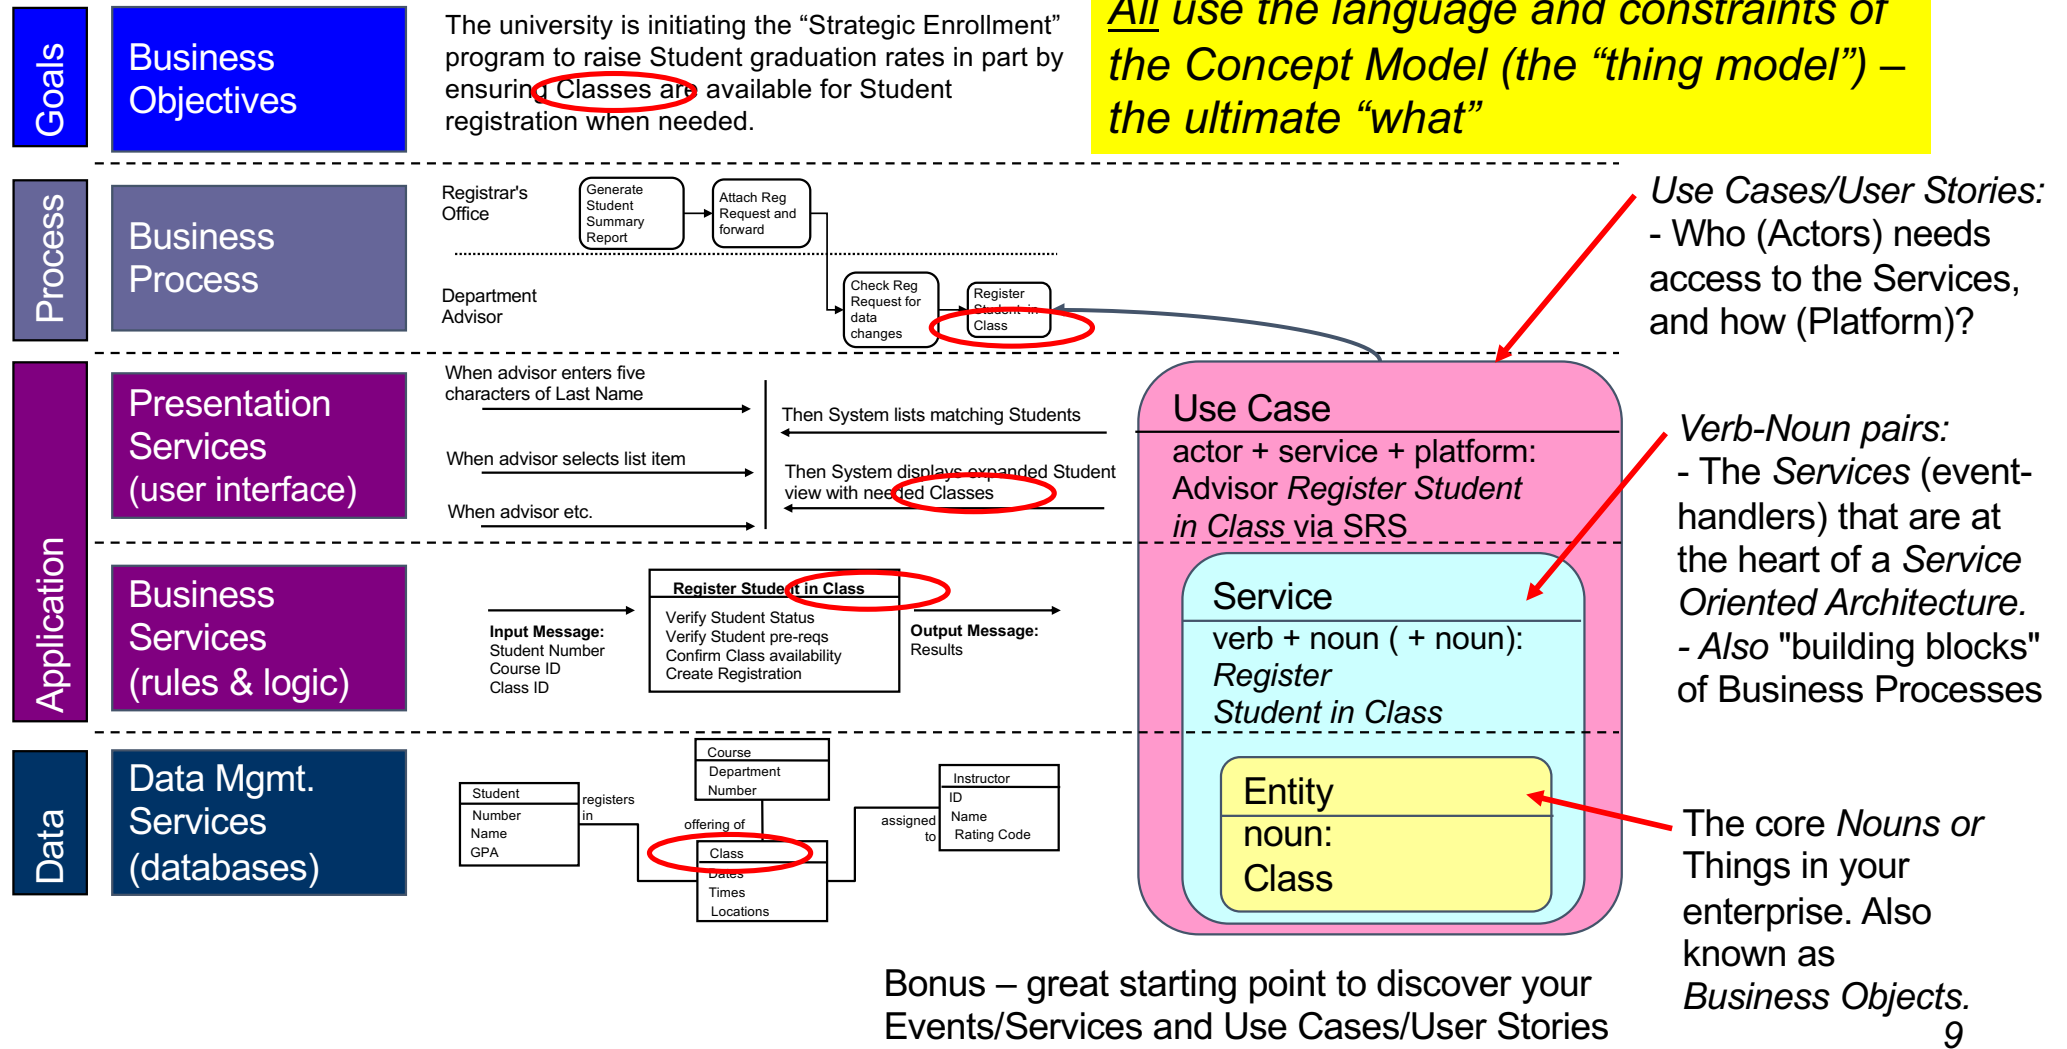 Goals
Business
Objectives
The university is initiating the “Strategic Enrollment”
program to raise Student graduation rates in part by
ensuring Classes are available for Student
registration when needed.
All use the language and constraints of
the Concept Model (the “thing model”) –
the ultimate “what”
Process
Business
Process
Registrar's
Office
Generate
Student
Summary
Report
Attach Reg
Request and
forward
Department
Advisor
Check Reg
Request for
data
changes
Register
Student in
Class
Use Cases/User Stories:
- Who (Actors) needs
access to the Services,
and how (Platform)?
Application
Presentation
Services
(user interface)
When advisor enters five
characters of Last Name
Then System lists matching Students
When advisor selects list item
Then System displays expanded Student
view with needed Classes
When advisor etc.
Use Case
actor + service + platform:
Advisor Register Student
in Class via SRS
Verb-Noun pairs:
- The Services (event-
handlers) that are at
the heart of a Service
Oriented Architecture.
- Also "building blocks"
of Business Processes
Business
Services
(rules & logic)
Input Message:
Student Number
Course ID
Class ID
Register Student in Class
Verify Student Status
Verify Student pre-reqs
Confirm Class availability
Create Registration
Output Message:
Results
Service
verb + noun ( + noun):
Register
Student in Class
Data
Data Mgmt.
Services
(databases)
Student
Number
Name
GPA
registers
in
Course
Department
Number
offering of
Class
Dates
Times
Locations
assigned
to
Instructor
ID
Name
Rating Code
Entity
noun:
Class
The core Nouns or
Things in your
enterprise. Also
known as
Business Objects.
Bonus – great starting point to discover your
Events/Services and Use Cases/User Stories
9